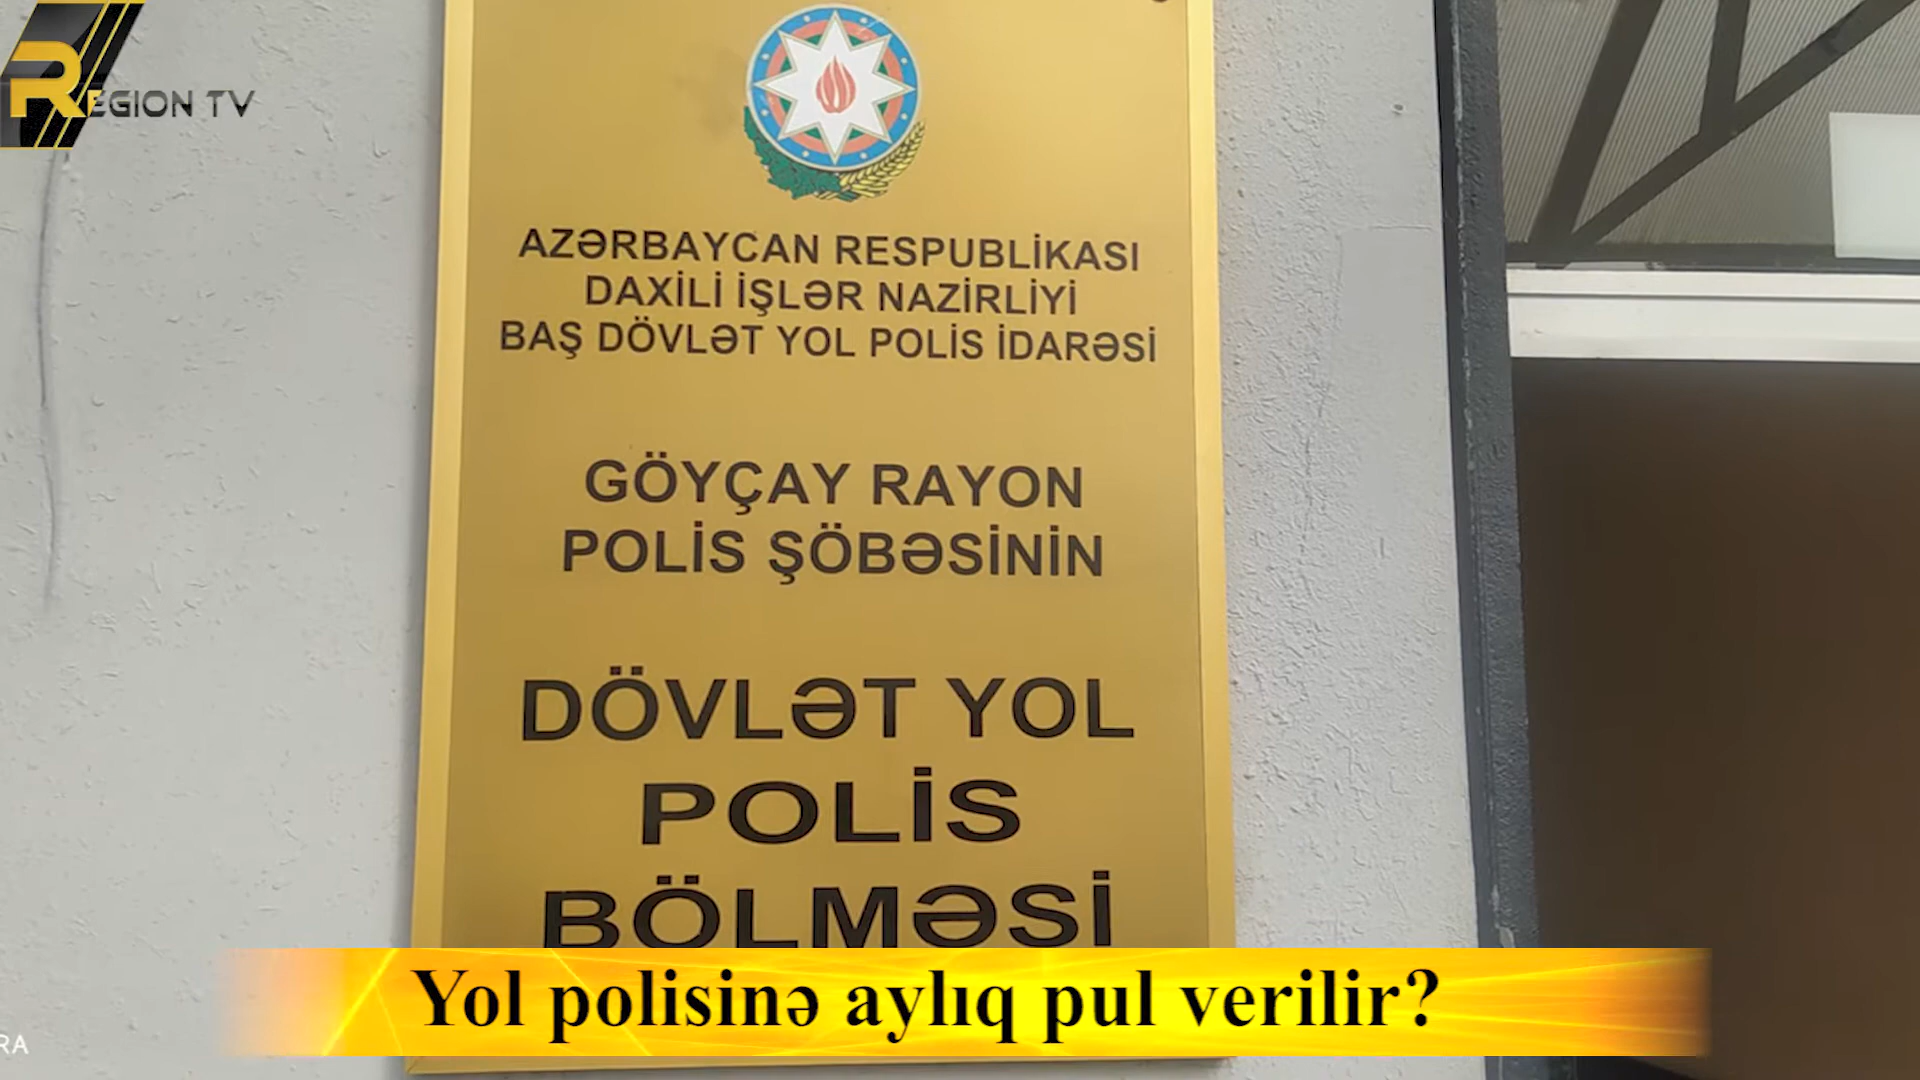 REGION TV
AZƏRBAYCAN RESPUBLİKASI
DAXİLİ İŞLƏR NAZİRLİYİ
BAŞ DÖVLƏT YOL POLİS İDARƏSİ
GÖYÇAY RAYON
POLİS ŞÖBƏSİNİN
DÖVLƏT YOL
POLİS
BÖLMƏSİ
Yol polisinə aylıq pul verilir?
RA